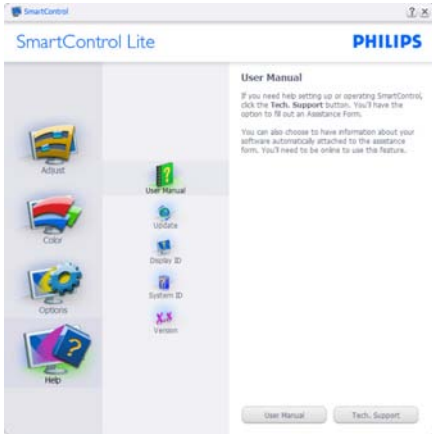 SmartControl
? x
SmartControl Lite
PHILIPS
Adjust
Color
Options
Help
User Manual
Update
Display ID
System ID
Version
User Manual
If you need help setting up or operating SmartControl,
click the Tech. Support button. You'll have the
option to fill out an Assistance Form.
You can also choose to have information about your
software automatically attached to the assistance
form. You'll need to be online to use this feature.
User Manual
Tech. Support